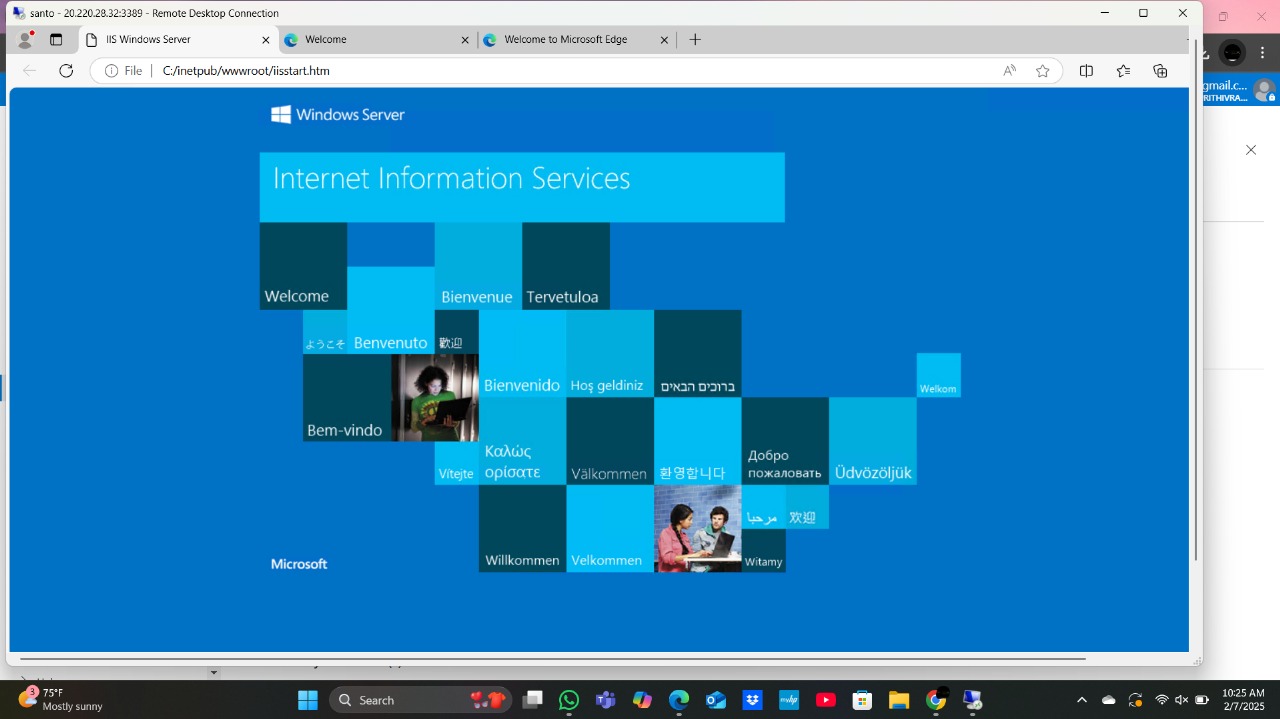 santo - 20.220.28.32:3389 - Remote Desktop Connection
IIS Windows Server
Welcome
Welcome to Microsoft Edge
File
C:/inetpub/wwwroot/iisstart.htm
gmail.c...
RITHIVRA...
Windows Server
Internet Information Services
Welcome
Bienvenue
Tervetuloa
ようこそ
Benvenuto
歡迎
Bienvenido
Hoş geldiniz
ברוכים הבאים
Welkom
Bem-vindo
Vítejte
Καλώς
ορίσατε
Välkommen
환영합니다
Добро
пожаловать
Üdvözöljük
Microsoft
Willkommen
Velkommen
مرحبا
欢迎
Witamy
3
75°F
Mostly sunny
Search
myhp
10:25 AM
2/7/2025